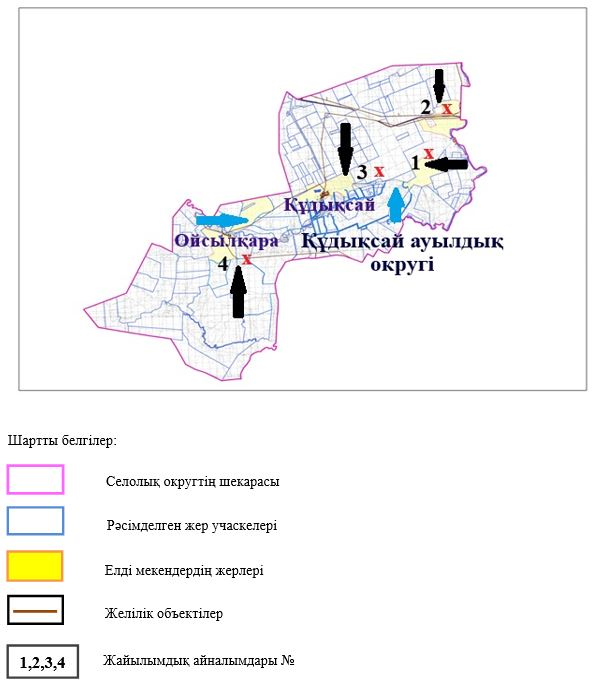 2 х
1 х
3 х
Құдықсай
Ойсылқара
Құдықсай ауылдық
округі
4 х
Шартты белгілер:
Селолық округтің шекарасы
Рәсімделген жер учаскелері
Елді мекендердің жерлері
Желілік объектілер
1,2,3,4 Жайылымдық айналымдары №